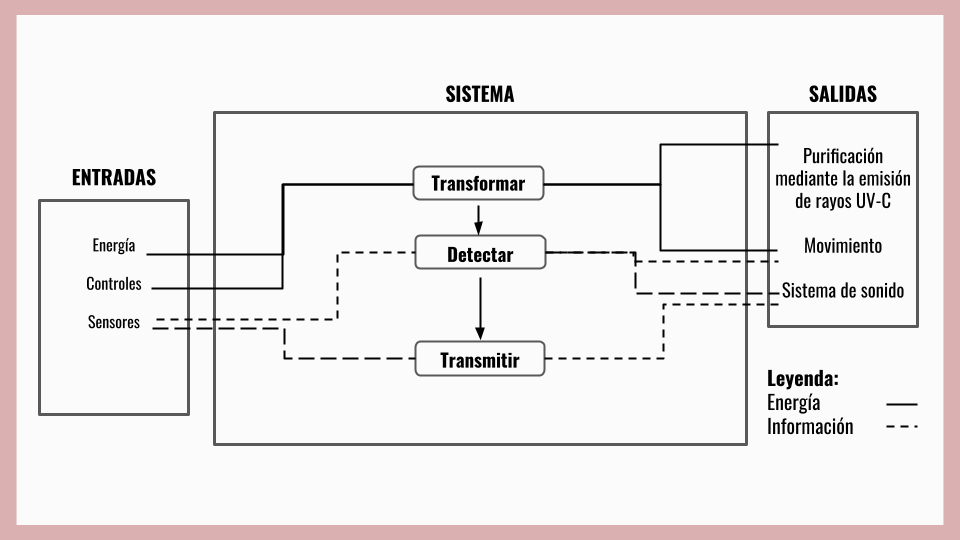 SISTEMA
SALIDAS
ENTRADAS
Energía
Controles
Sensores
Transformar
Detectar
Transmitir
Purificación
mediante la emisión
de rayos UV-C
Movimiento
Sistema de sonido
Leyenda:
Energía
Información